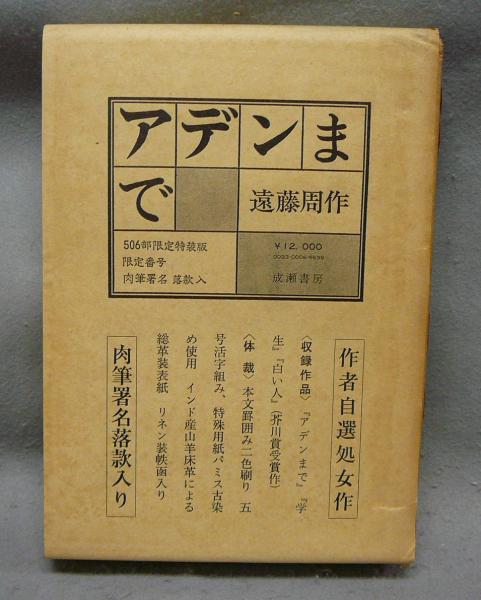 アデンま
で
遠藤周作
506部限定特装版
限定番号
肉筆署名 落款入
¥12,000
成瀬書房
作者自選処女作
〈収録作品〉『アデンまで』『学
生』『白い人』（芥川賞受賞作）
〈体 裁〉本文罫囲み二色刷り 五
号活字組み、特殊用紙パミス古染
め使用 インド産山羊床革による
総革装表紙 リネン装帙函入り
肉筆署名落款入り